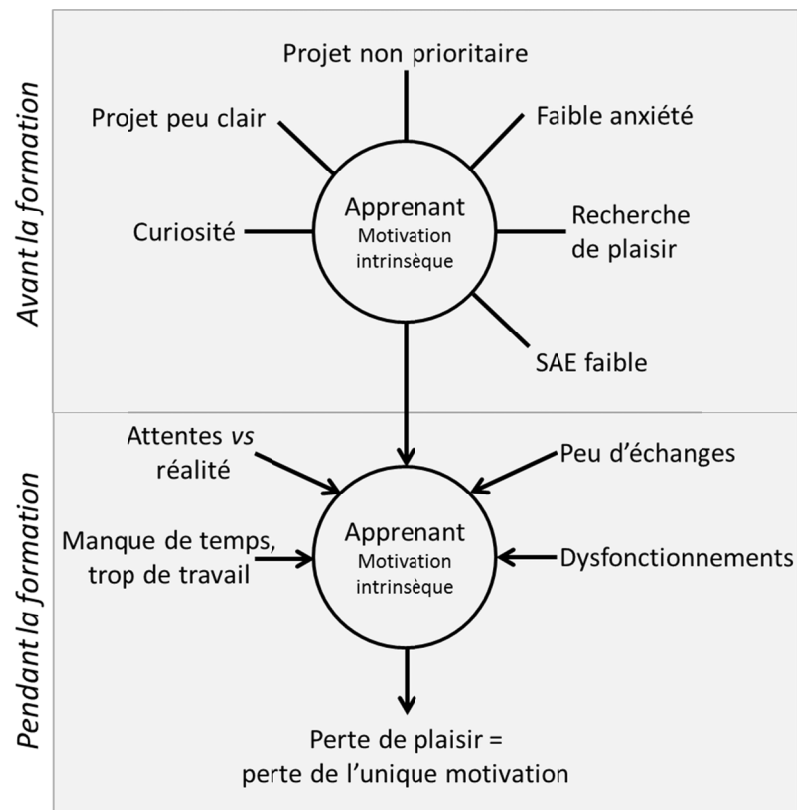 Avant la formation
Projet non prioritaire
Projet peu clair
Faible anxiété
Curiosité
Apprenant
Motivation
intrinsèque
Recherche
de plaisir
SAE faible
Pendant la formation
Attentes vs
réalité
Peu d'échanges
Manque de temps,
trop de travail
Apprenant
Motivation
intrinsèque
Dysfonctionnements
Perte de plaisir =
perte de l'unique motivation